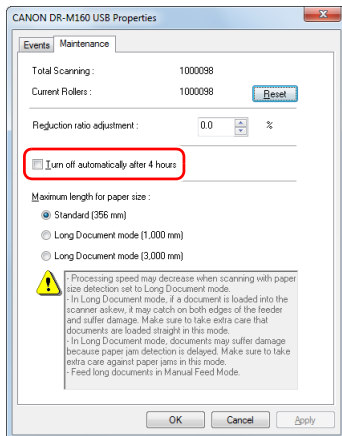 CANON DR-M160 USB Properties
Events Maintenance
Total Scanning : 1000098
Current Rollers : 1000098 Reset
Reduction ratio adjustment : 0.0 %
Turn off automatically after 4 hours
Maximum length for paper size :
Standard (356 mm)
Long Document mode (1,000 mm)
Long Document mode (3,000 mm)
- Processing speed may decrease when scanning with paper
size detection set to Long Document mode.
- In Long Document mode, if a document is loaded into the
scanner askew, it may catch on both edges of the feeder
and suffer damage. Make sure to take extra care that
documents are loaded straight in this mode.
- In Long Document mode, documents may suffer damage
because paper jam detection is delayed. Make sure to take
extra care against paper jams in this mode.
- Feed long documents in Manual Feed Mode.
OK Cancel Apply